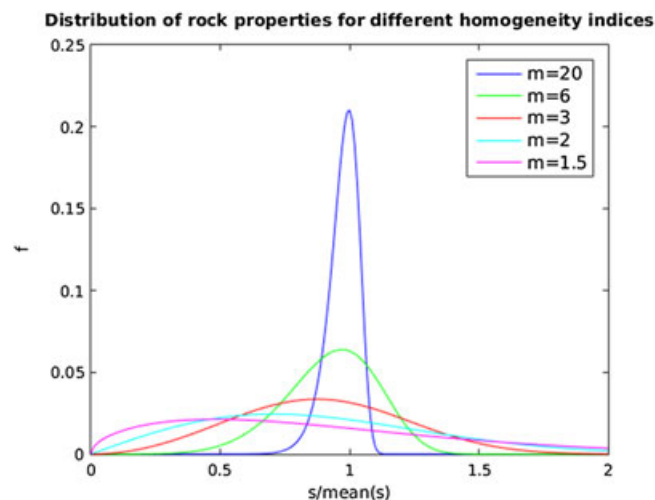 Distribution of rock properties for different homogeneity indices
0.25
0.2
0.15
0.1
0.05
0
f
m=20
m=6
m=3
m=2
m=1.5
0 0.5 1 1.5 2
s/mean(s)